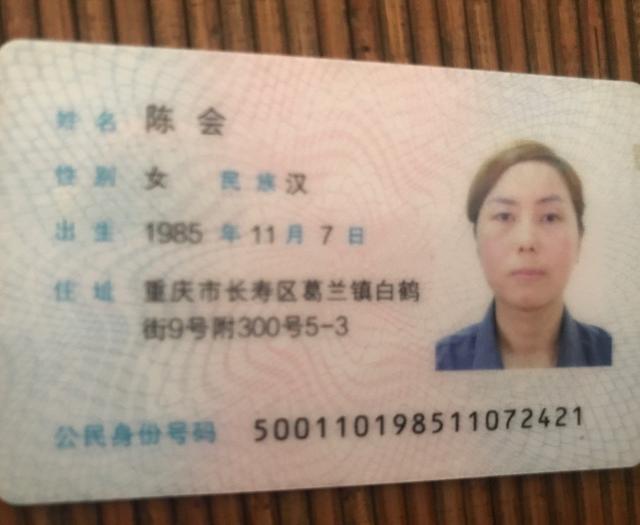 姓名 陈会
性别 女 民族 汉
出生 1985 年 11 月 7 日
住址 重庆市长寿区葛兰镇白鹤
街9号附300号5-3
公民身份号码 500110198511072421